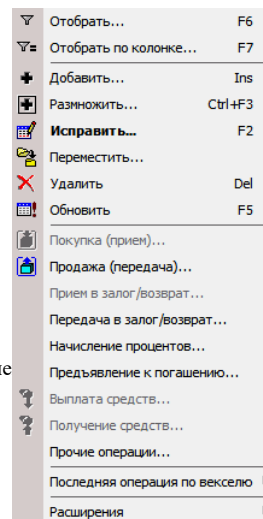 Отобрать... F6
Отобрать по колонке... F7
Добавить... Ins
Размножить... Ctrl+F3
Исправить... F2
Переместить...
Удалить Del
Обновить F5
Покупка (прием)...
Продажа (передача)...
Прием в залог/возврат...
Передача в залог/возврат...
Начисление процентов...
Предъявление к погашению...
Выплата средств...
Получение средств...
Прочие операции...
Последняя операция по векселю
Расширения